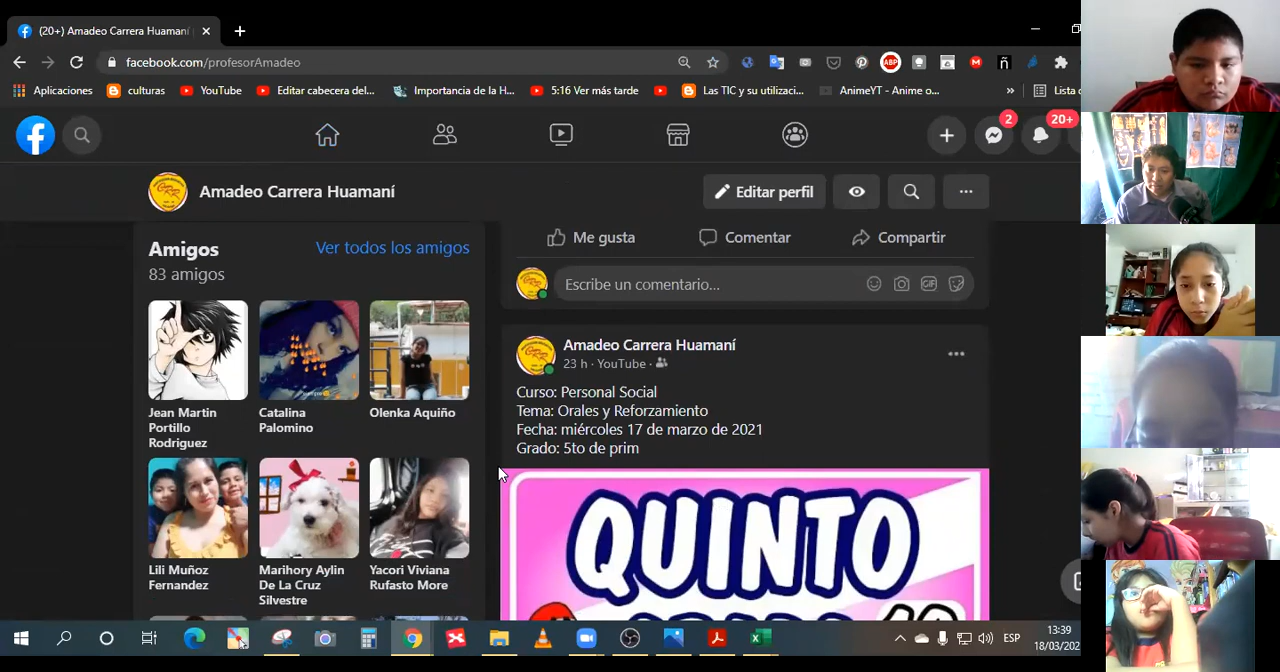 (20+) Amadeo Carrera Huamaní
facebook.com/profesorAmadeo
Aplicaciones culturas YouTube Editar cabecera del... Importancia de la H... 5:16 Ver más tarde Las TIC y su utilizaci... AnimeYT - Anime o... » Lista
2 20+
Amadeo Carrera Huamaní Editar perfil
Amigos Ver todos los amigos
83 amigos
Jean Martin
Portillo
Rodriguez
Catalina
Palomino
Olenka Aquiño
Lili Muñoz
Fernandez
Marihory Aylin
De La Cruz
Silvestre
Yacori Viviana
Rufasto More
Me gusta Comentar Compartir
Escribe un comentario... GIF
Amadeo Carrera Huamaní
23 h · YouTube ·
Curso: Personal Social
Tema: Orales y Reforzamiento
Fecha: miércoles 17 de marzo de 2021
Grado: 5to de prim
QUINTO
ESP 13:39
18/03/202